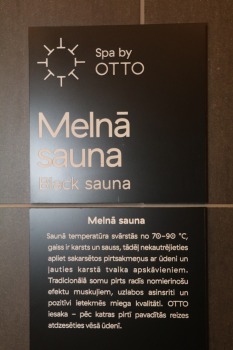 Spa by
OTTO
Melnā
sauna
Black sauna
Melnā sauna
Saunā temperatūra svārstās no 70-90 °C,
gaiss ir karsts un sauss, tādēļ nekautrējieties
apliet sakarsētos pirtsakmeņus ar ūdeni un
ļauties karstā tvaika apskāvieniem.
Tradicionālā somu pirts radīs nomierinošu
efektu muskuļiem, uzlabos asinsriti un
pozitīvi ietekmēs miega kvalitāti. OTTO
iesaka - pēc katras pirtī pavadītās reizes
atdzesēties vēsā ūdenī.